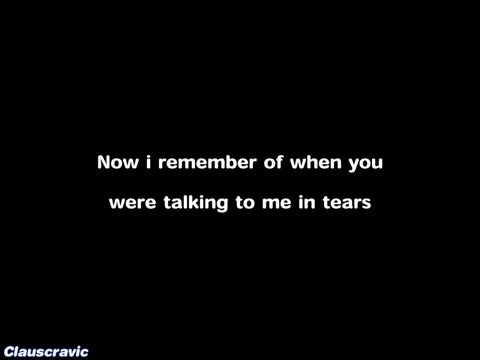 Now i remember of when you
were talking to me in tears
Clauscravic